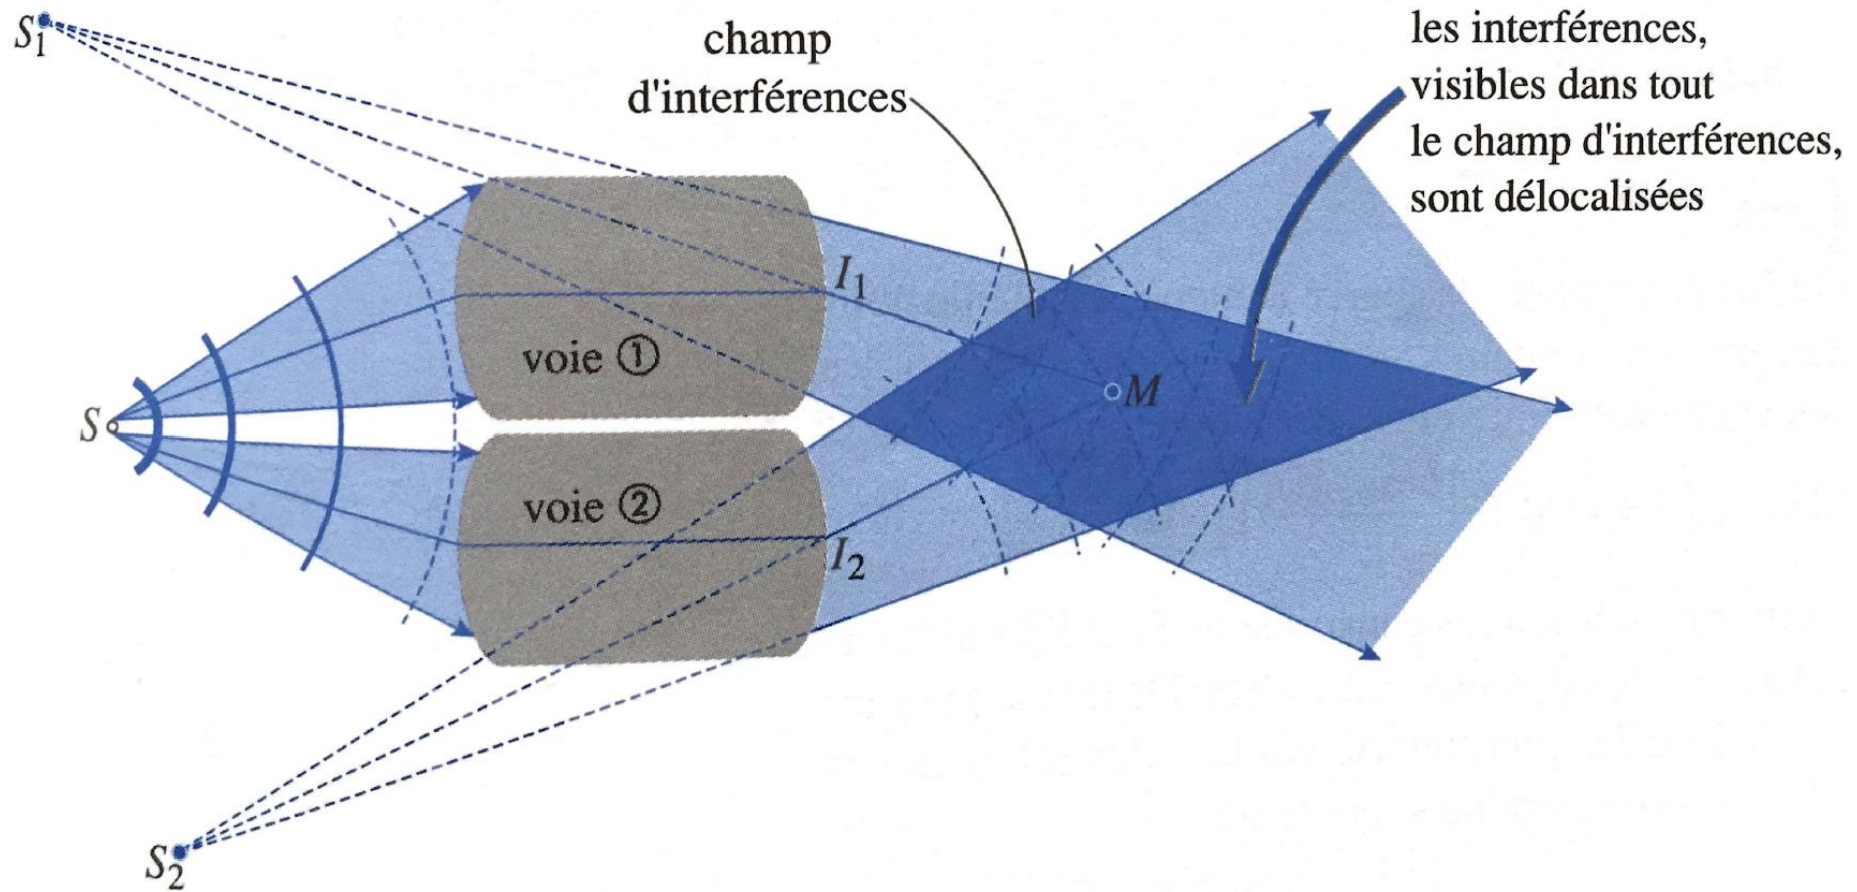 S₁
champ
d'interférences
les interférences,
visibles dans tout
le champ d'interférences,
sont délocalisées
I₁
voie ①
M
S
voie ②
I₂
S₂